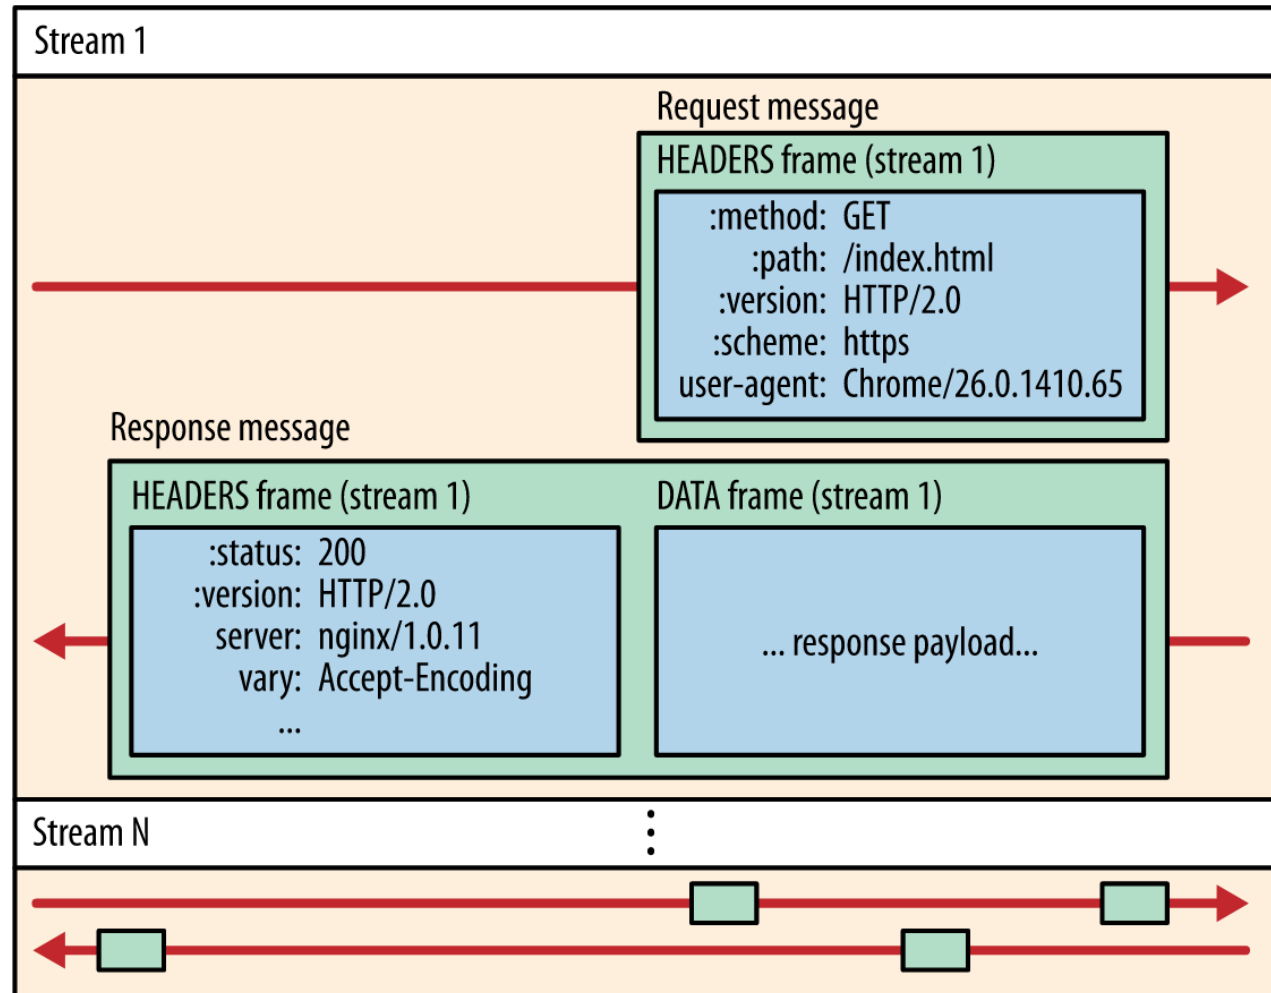 Stream 1
Request message
HEADERS frame (stream 1)
:method: GET
:path: /index.html
:version: HTTP/2.0
:scheme: https
user-agent: Chrome/26.0.1410.65
Response message
HEADERS frame (stream 1)
:status: 200
:version: HTTP/2.0
server: nginx/1.0.11
vary: Accept-Encoding
...
DATA frame (stream 1)
... response payload...
Stream N